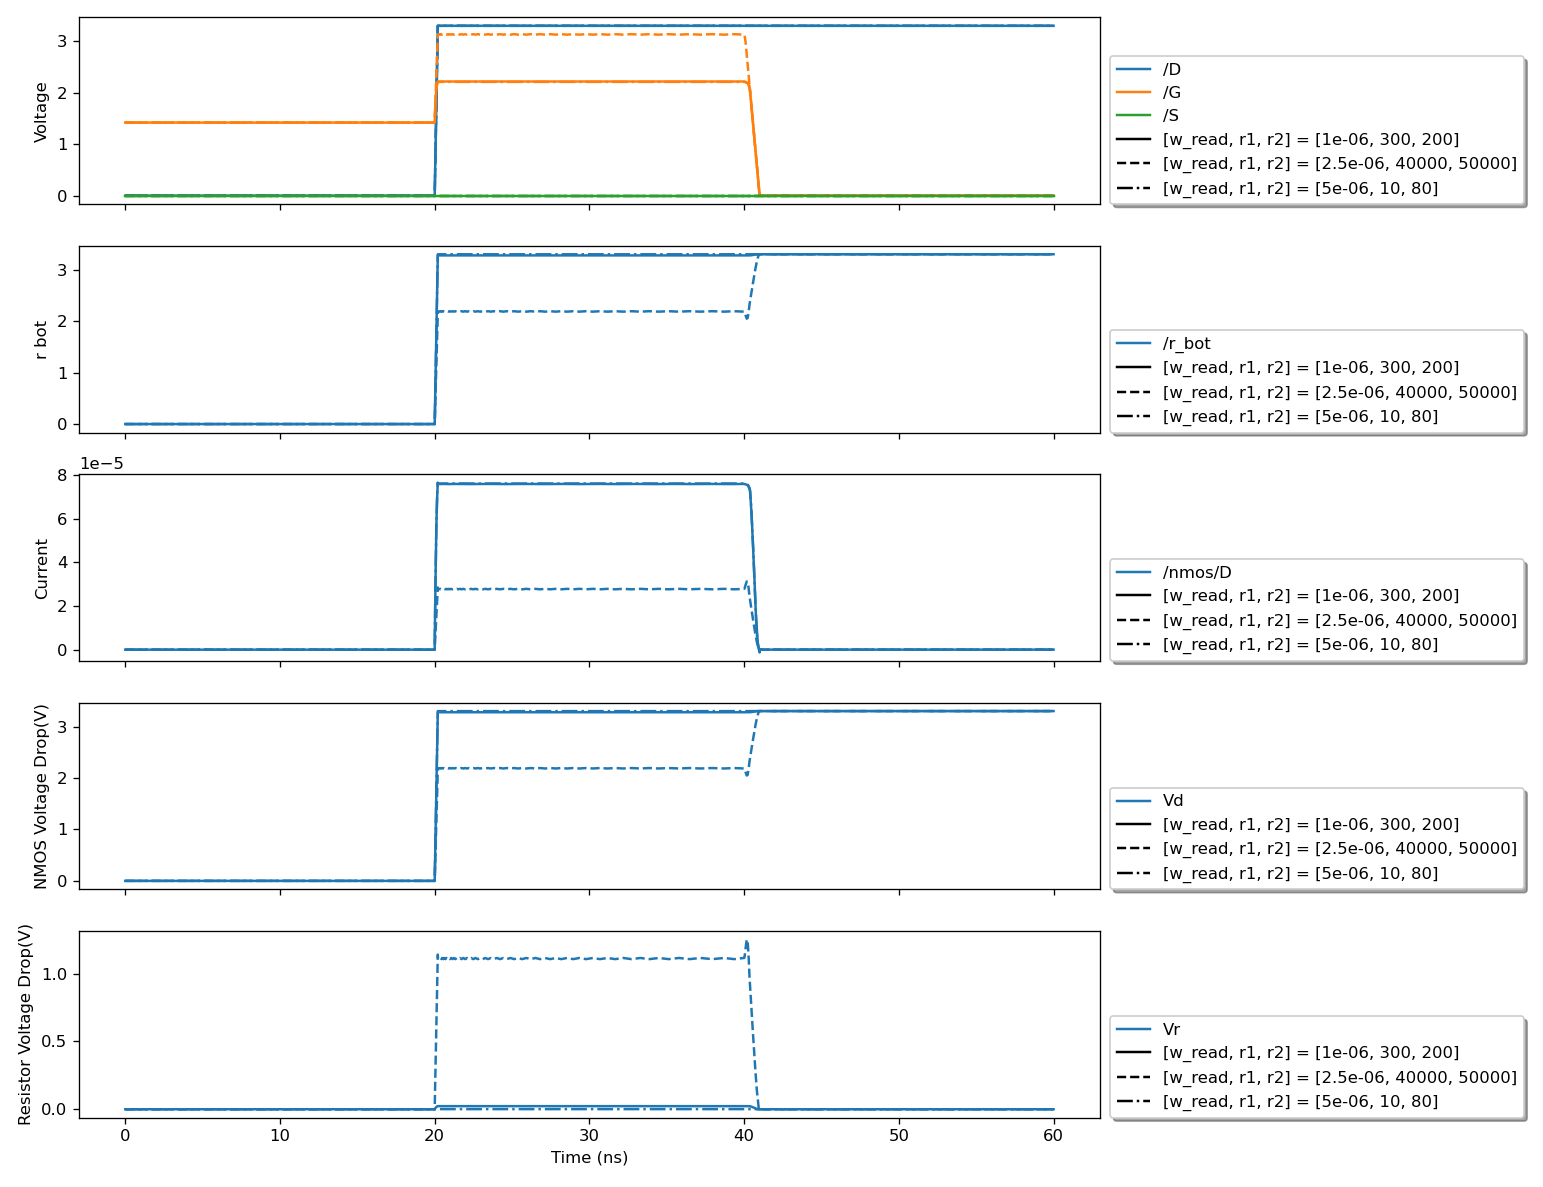 Voltage
3
2
1
0
/D
/G
/S
[w_read, r1, r2] = [1e-06, 300, 200]
[w_read, r1, r2] = [2.5e-06, 40000, 50000]
[w_read, r1, r2] = [5e-06, 10, 80]
r bot
3
2
1
0
/r_bot
[w_read, r1, r2] = [1e-06, 300, 200]
[w_read, r1, r2] = [2.5e-06, 40000, 50000]
[w_read, r1, r2] = [5e-06, 10, 80]
1e−5
Current
8
6
4
2
0
/nmos/D
[w_read, r1, r2] = [1e-06, 300, 200]
[w_read, r1, r2] = [2.5e-06, 40000, 50000]
[w_read, r1, r2] = [5e-06, 10, 80]
NMOS Voltage Drop(V)
3
2
1
0
Vd
[w_read, r1, r2] = [1e-06, 300, 200]
[w_read, r1, r2] = [2.5e-06, 40000, 50000]
[w_read, r1, r2] = [5e-06, 10, 80]
Resistor Voltage Drop(V)
1.0
0.5
0.0
Vr
[w_read, r1, r2] = [1e-06, 300, 200]
[w_read, r1, r2] = [2.5e-06, 40000, 50000]
[w_read, r1, r2] = [5e-06, 10, 80]
0 10 20 30 40 50 60
Time (ns)